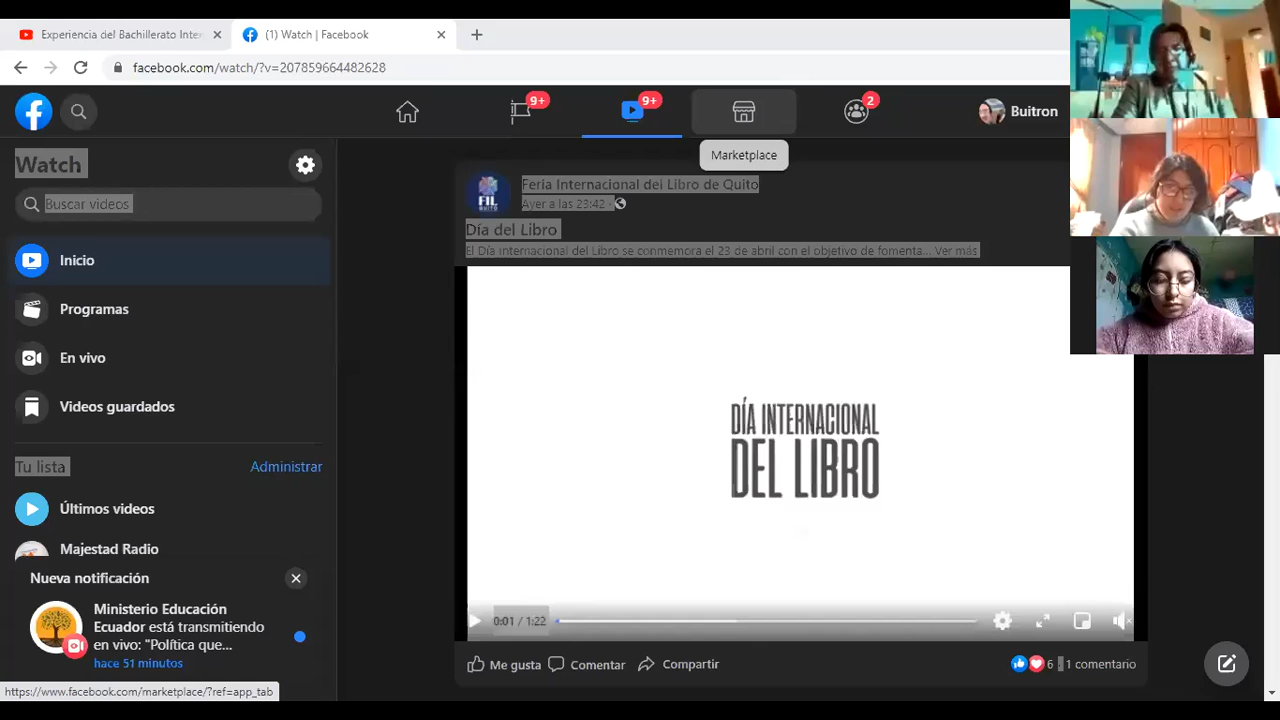 Experiencia del Bachillerato Inter
(1) Watch | Facebook
facebook.com/watch/?v=207859664482628
9+
9+
2
Buitron
Marketplace
Watch
Buscar videos
Inicio
Programas
En vivo
Videos guardados
Tu lista
Administrar
Últimos videos
Majestad Radio
Nueva notificación
Ministerio Educación
Ecuador está transmitiendo
en vivo: "Política que...
hace 51 minutos
https://www.facebook.com/marketplace/?ref=app_tab
FIL
QUITO
Feria Internacional del Libro de Quito
Ayer a las 23:42 ·
Día del Libro
El Día internacional del Libro se conmemora el 23 de abril con el objetivo de fomenta... Ver más
DÍA INTERNACIONAL
DEL LIBRO
0:01 / 1:22
Me gusta
Comentar
Compartir
6
1 comentario